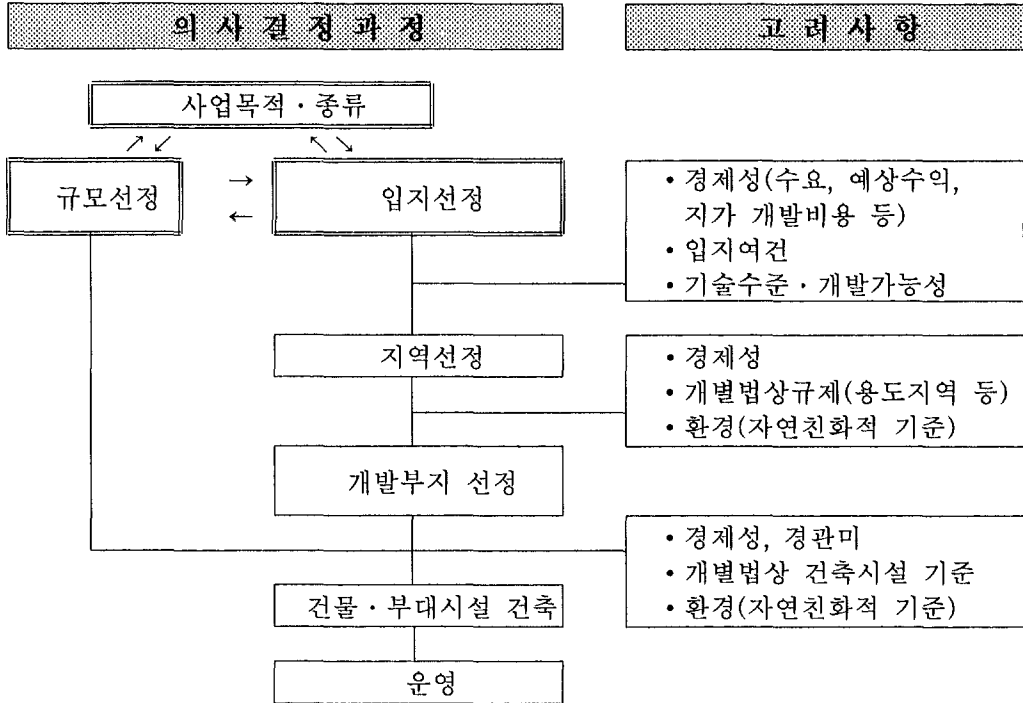 의 사 결 정 과 정
고 려 사 항
사업목적 · 종류
↗ ↙ ↖ ↘
규모선정
→
←
입지선정
• 경제성(수요, 예상수익,
지가 개발비용 등)
• 입지여건
• 기술수준 · 개발가능성
지역선정
• 경제성
• 개별법상규제(용도지역 등)
• 환경(자연친화적 기준)
개발부지 선정
• 경제성, 경관미
• 개별법상 건축시설 기준
• 환경(자연친화적 기준)
건물 · 부대시설 건축
운영